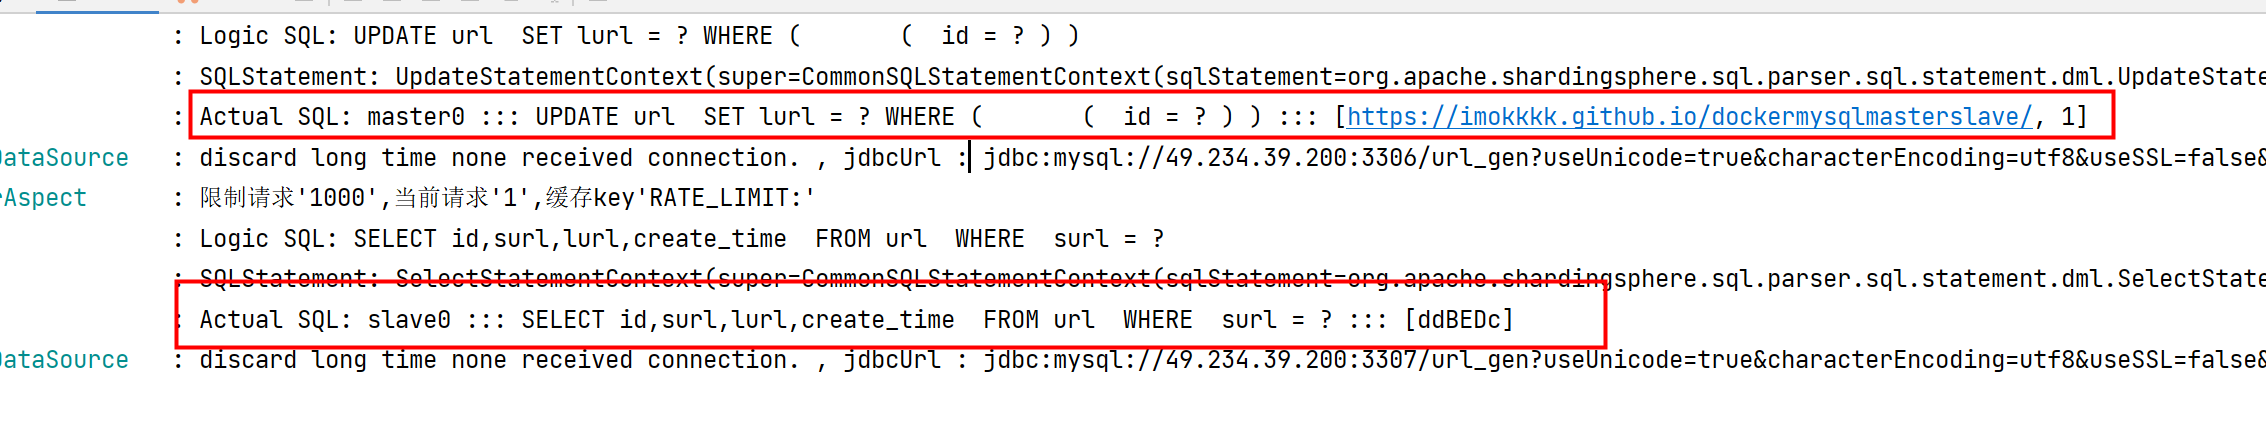 : Logic SQL: UPDATE url  SET lurl = ? WHERE (       (  id = ? ) )
: SQLStatement: UpdateStatementContext(super=CommonSQLStatementContext(sqlStatement=org.apache.shardingsphere.sql.parser.sql.statement.dml.UpdateState
: Actual SQL: master0 ::: UPDATE url  SET lurl = ? WHERE (       (  id = ? ) ) ::: [https://imokkkk.github.io/dockermysqlmasterslave/, 1]
DataSource   : discard long time none received connection. , jdbcUrl : jdbc:mysql://49.234.39.200:3306/url_gen?useUnicode=true&characterEncoding=utf8&useSSL=false&
rAspect      : 限制请求'1000',当前请求'1',缓存key'RATE_LIMIT:'
: Logic SQL: SELECT id,surl,lurl,create_time  FROM url  WHERE  surl = ?
: SQLStatement: SelectStatementContext(super=CommonSQLStatementContext(sqlStatement=org.apache.shardingsphere.sql.parser.sql.statement.dml.SelectState
: Actual SQL: slave0 ::: SELECT id,surl,lurl,create_time  FROM url  WHERE  surl = ? ::: [ddBEDc]
DataSource   : discard long time none received connection. , jdbcUrl : jdbc:mysql://49.234.39.200:3307/url_gen?useUnicode=true&characterEncoding=utf8&useSSL=false&